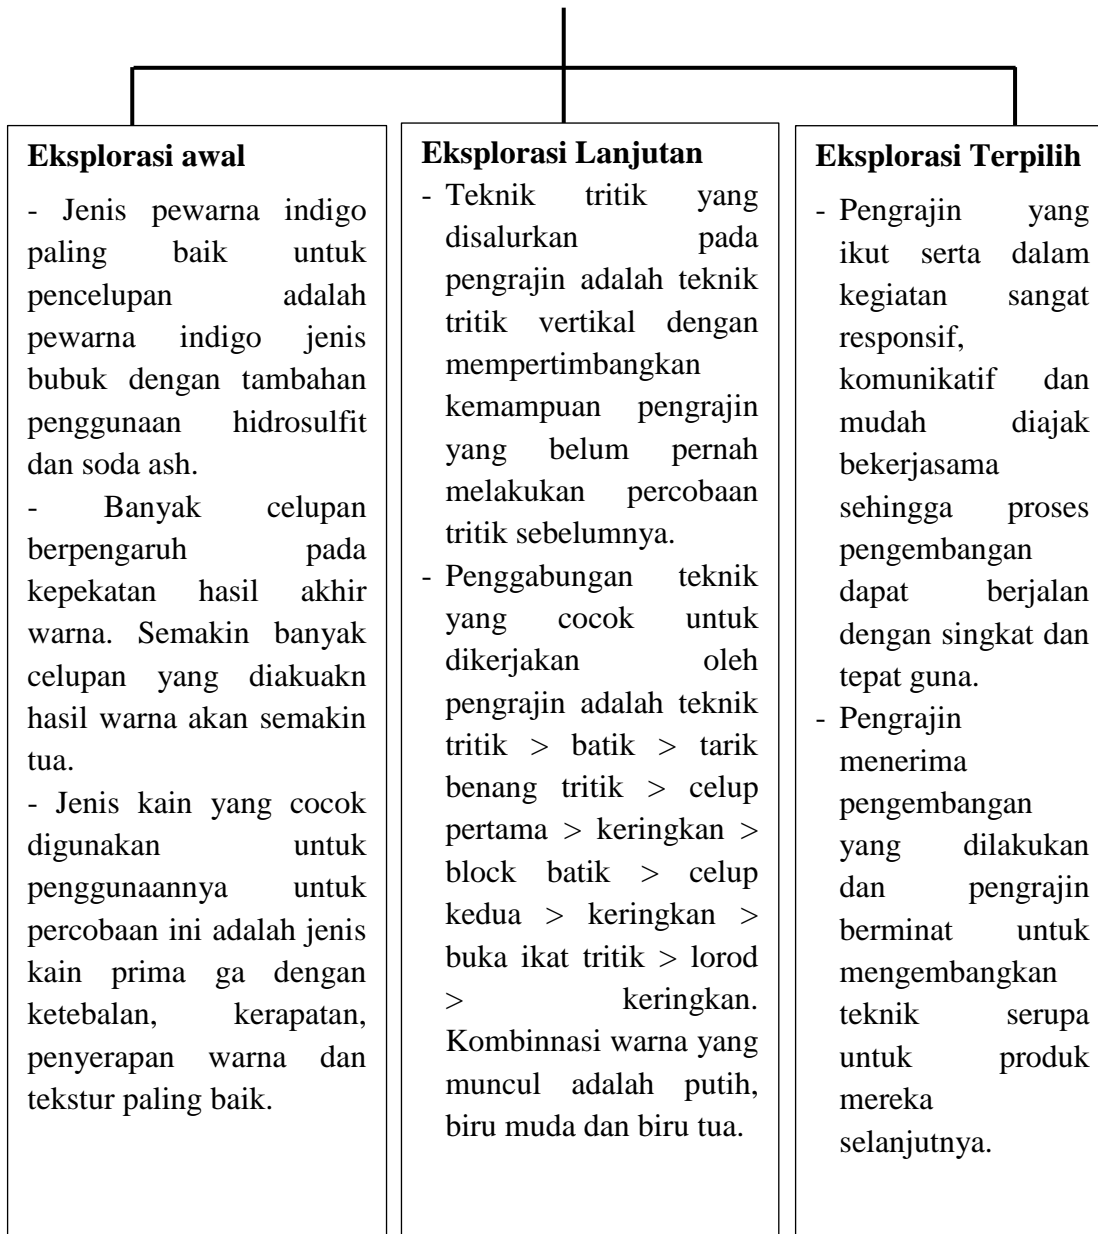 Eksplorasi awal
- Jenis pewarna indigo
paling baik untuk
pencelupan adalah
pewarna indigo jenis
bubuk dengan tambahan
penggunaan hidrosulfit
dan soda ash.
- Banyak celupan
berpengaruh pada
kepekatan hasil akhir
warna. Semakin banyak
celupan yang diakuakn
hasil warna akan semakin
tua.
- Jenis kain yang cocok
digunakan untuk
penggunaannya untuk
percobaan ini adalah jenis
kain prima ga dengan
ketebalan, kerapatan,
penyerapan warna dan
tekstur paling baik.
Eksplorasi Lanjutan
- Teknik tritik yang
disalurkan pada
pengrajin adalah teknik
tritik vertikal dengan
mempertimbangkan
kemampuan pengrajin
yang belum pernah
melakukan percobaan
tritik sebelumnya.
- Penggabungan teknik
yang cocok untuk
dikerjakan oleh
pengrajin adalah teknik
tritik > batik > tarik
benang tritik > celup
pertama > keringkan >
block batik > celup
kedua > keringkan >
buka ikat tritik > lorod
> keringkan.
Kombinnasi warna yang
muncul adalah putih,
biru muda dan biru tua.
Eksplorasi Terpilih
- Pengrajin yang
ikut serta dalam
kegiatan sangat
responsif,
komunikatif dan
mudah diajak
bekerjasama
sehingga proses
pengembangan
dapat berjalan
dengan singkat dan
tepat guna.
- Pengrajin
menerima
pengembangan
yang dilakukan
dan pengrajin
berminat untuk
mengembangkan
teknik serupa
untuk produk
mereka
selanjutnya.